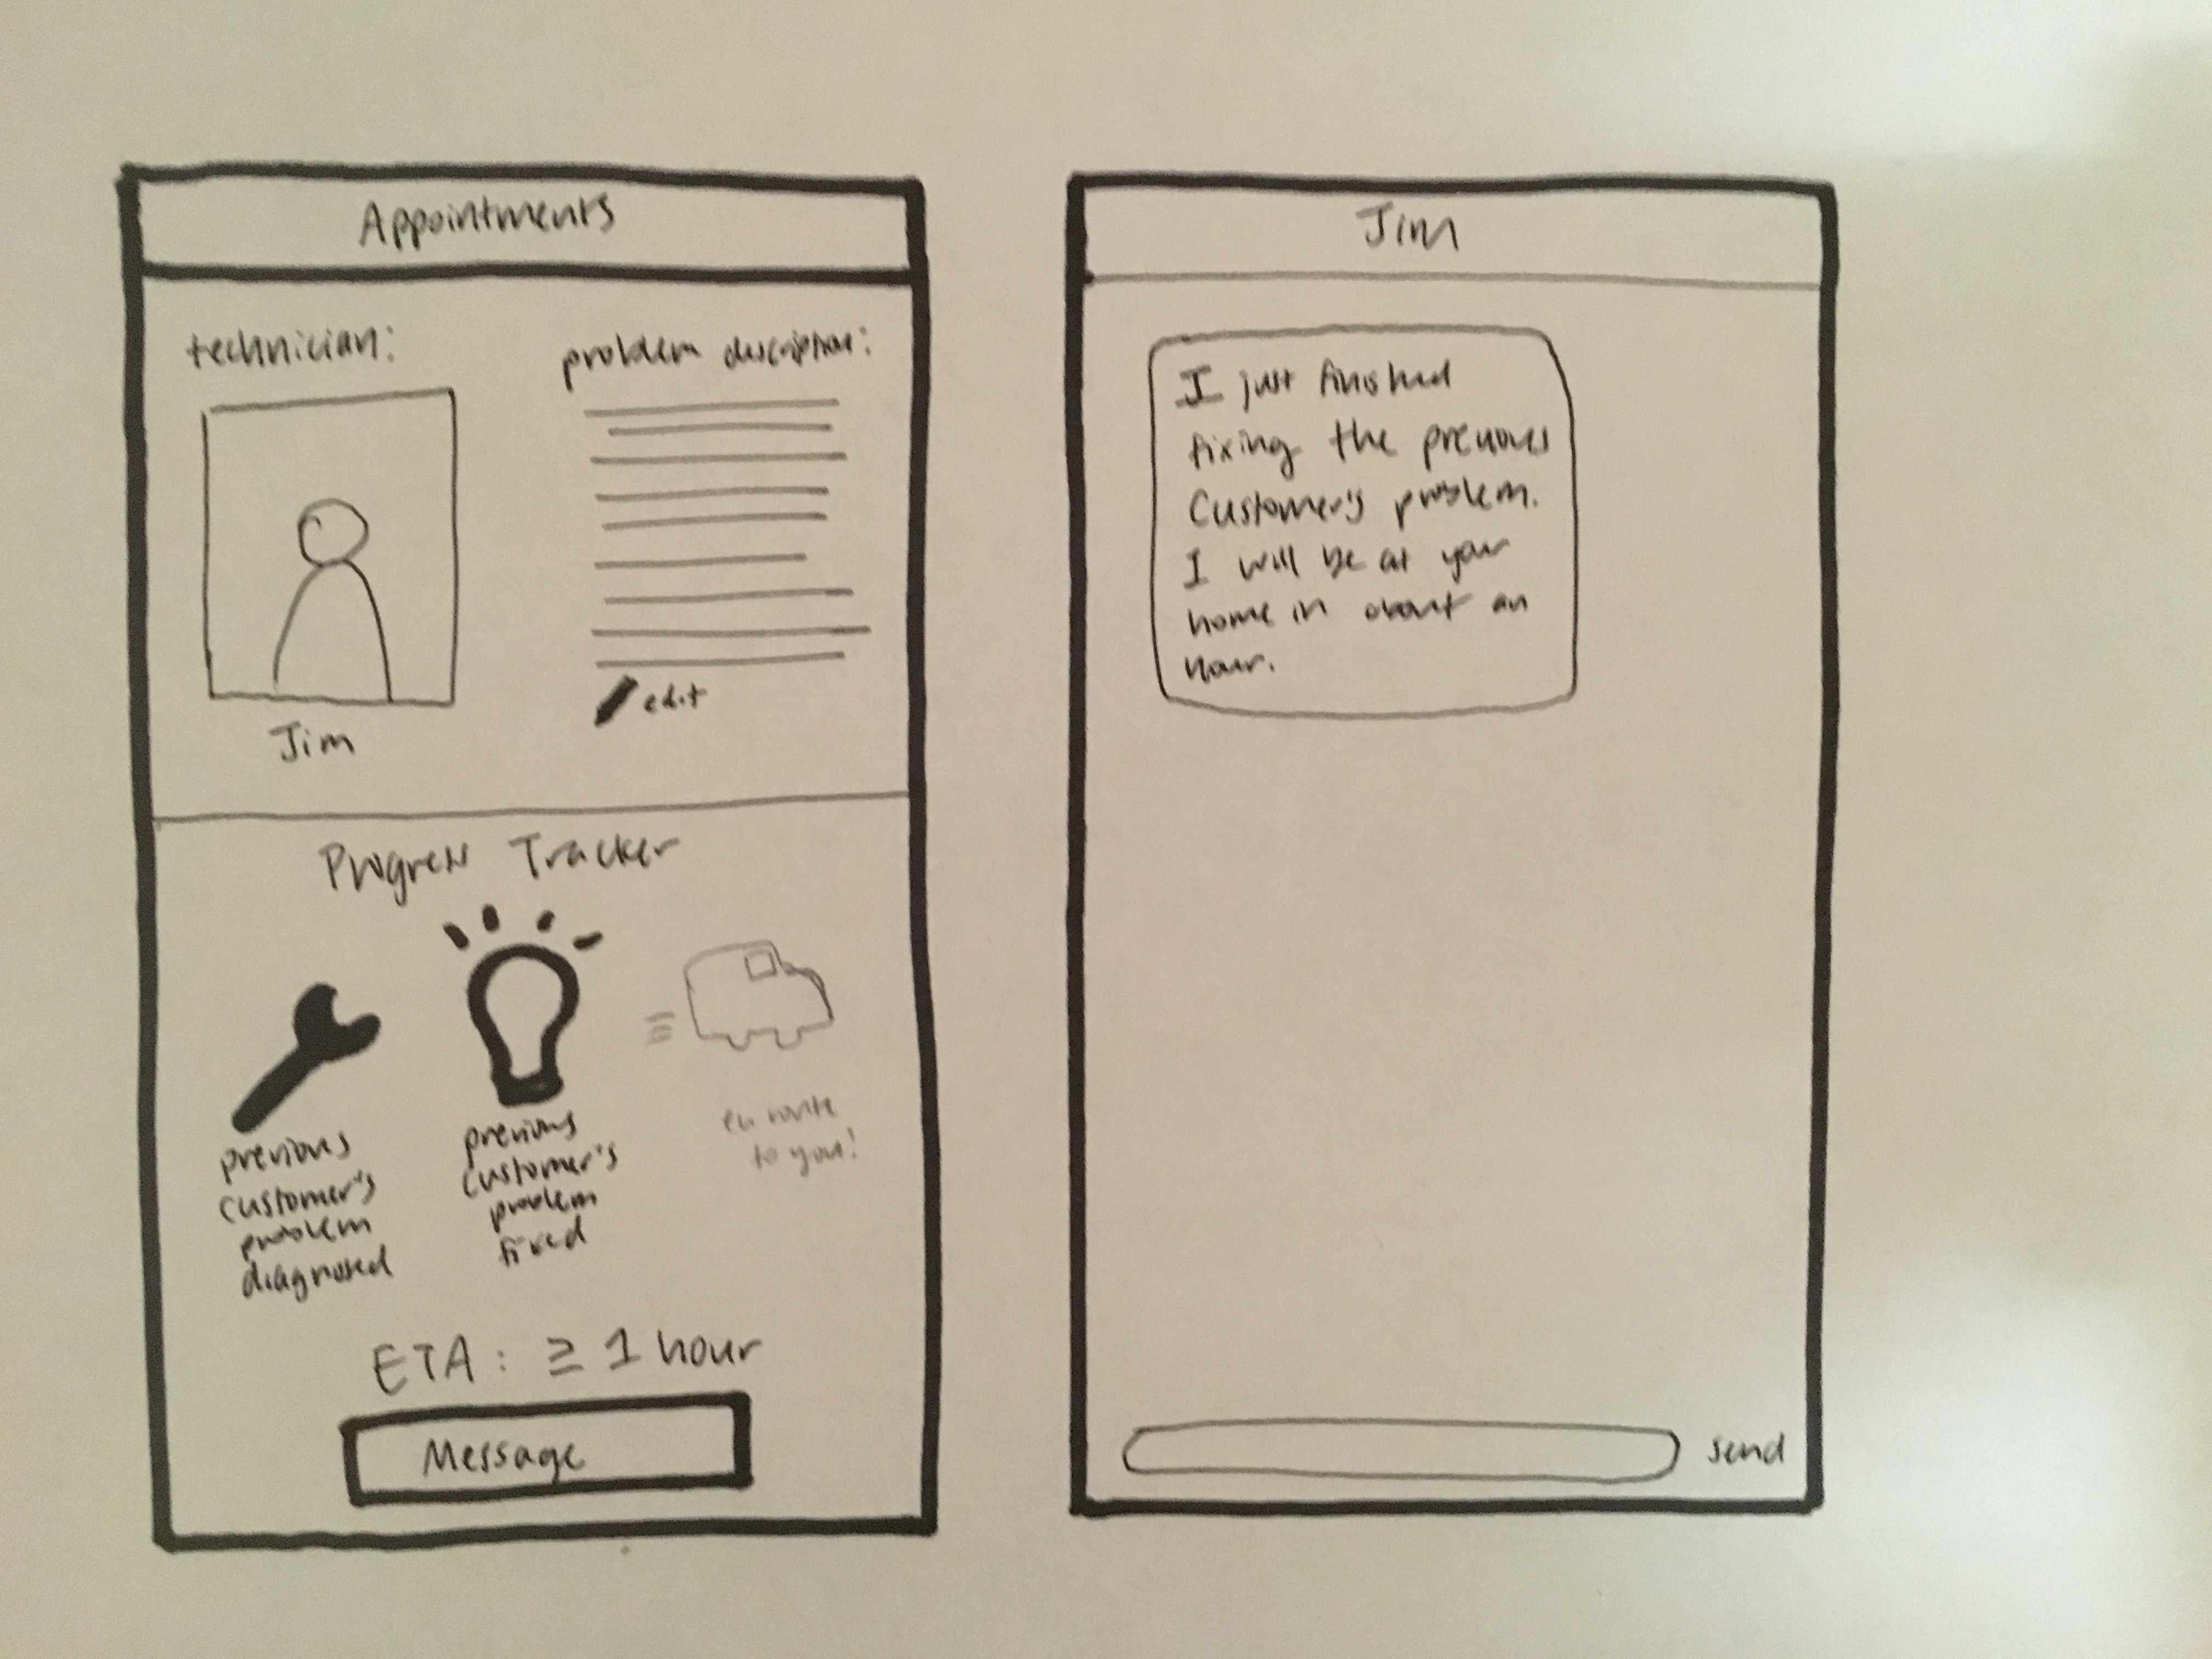 Appointments
technician:
problem description:
edit
Jim
Progress Tracker
previous
customer's
problem
diagnosed
previous
customer's
problem
fixed
en route
to you!
ETA: ≥ 1 hour
Message
Jim
I just finished
fixing the previous
Customer's problem.
I will be at your
home in about an
hour.
send